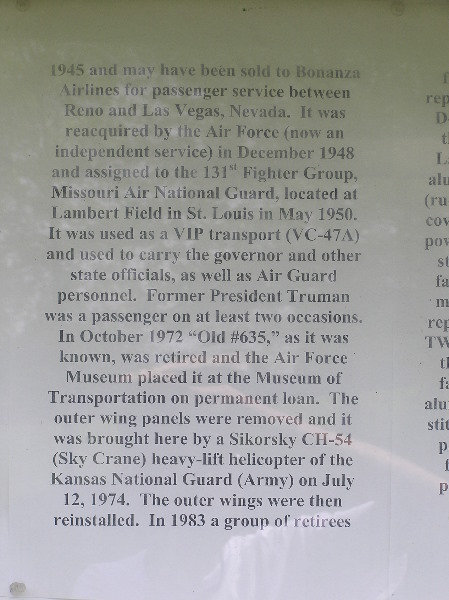 1945 and may have been sold to Bonanza
Airlines for passenger service between
Reno and Las Vegas, Nevada.  It was
reacquired by the Air Force (now an
independent service) in December 1948
and assigned to the 131st Fighter Group,
Missouri Air National Guard, located at
Lambert Field in St. Louis in May 1950.
It was used as a VIP transport (VC-47A)
and used to carry the governor and other
state officials, as well as Air Guard
personnel.  Former President Truman
was a passenger on at least two occasions.
In October 1972 “Old #635,” as it was
known, was retired and the Air Force
Museum placed it at the Museum of
Transportation on permanent loan.  The
outer wing panels were removed and it
was brought here by a Sikorsky CH-54
(Sky Crane) heavy-lift helicopter of the
Kansas National Guard (Army) on July
12, 1974.  The outer wings were then
reinstalled.  In 1983 a group of retirees